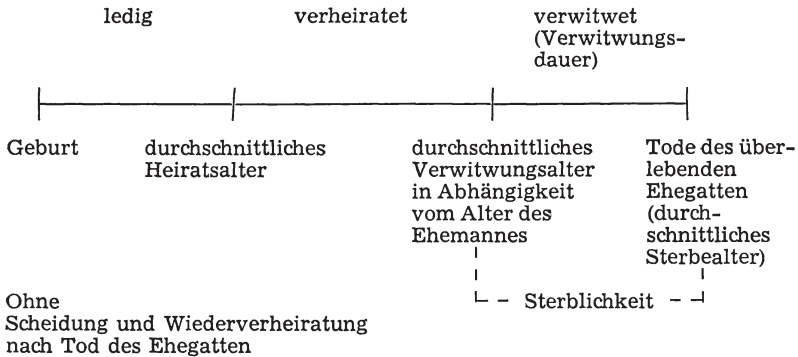 ledig
verheiratet
verwitwet
(Verwitwungs-
dauer)
Geburt
durchschnittliches
Heiratsalter
durchschnittliches
Verwitwungsalter
in Abhängigkeit
vom Alter des
Ehemannes
Tode des über-
lebenden
Ehegatten
(durch-
schnittliches
Sterbealter)
Sterblichkeit
Ohne
Scheidung und Wiederverheiratung
nach Tod des Ehegatten